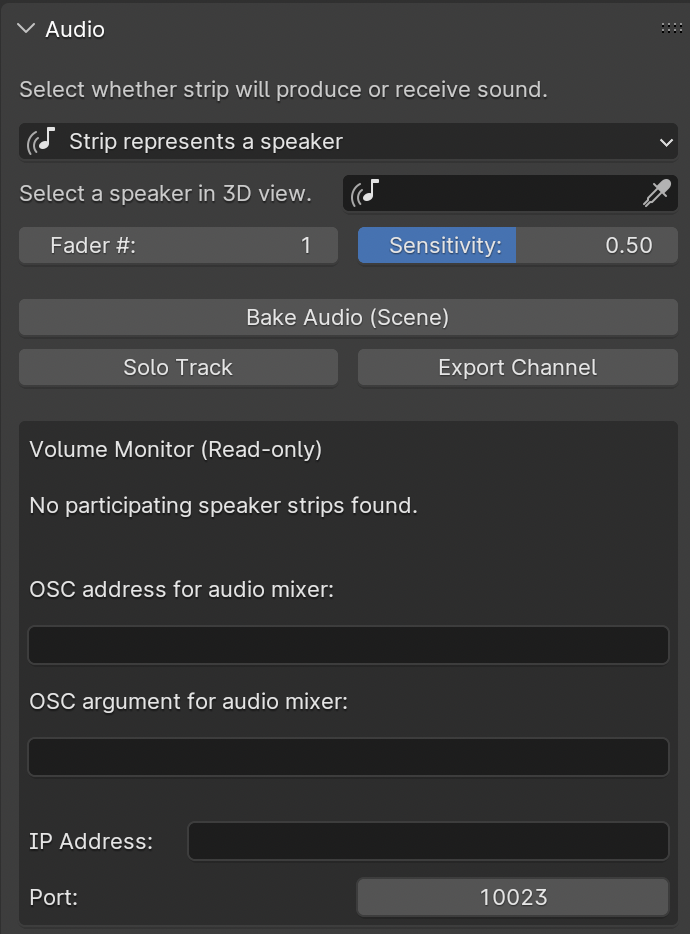 Audio
Select whether strip will produce or receive sound.
Strip represents a speaker
Select a speaker in 3D view.
Fader #: 1 Sensitivity: 0.50
Bake Audio (Scene)
Solo Track Export Channel
Volume Monitor (Read-only)
No participating speaker strips found.
OSC address for audio mixer:
OSC argument for audio mixer:
IP Address:
Port: 10023